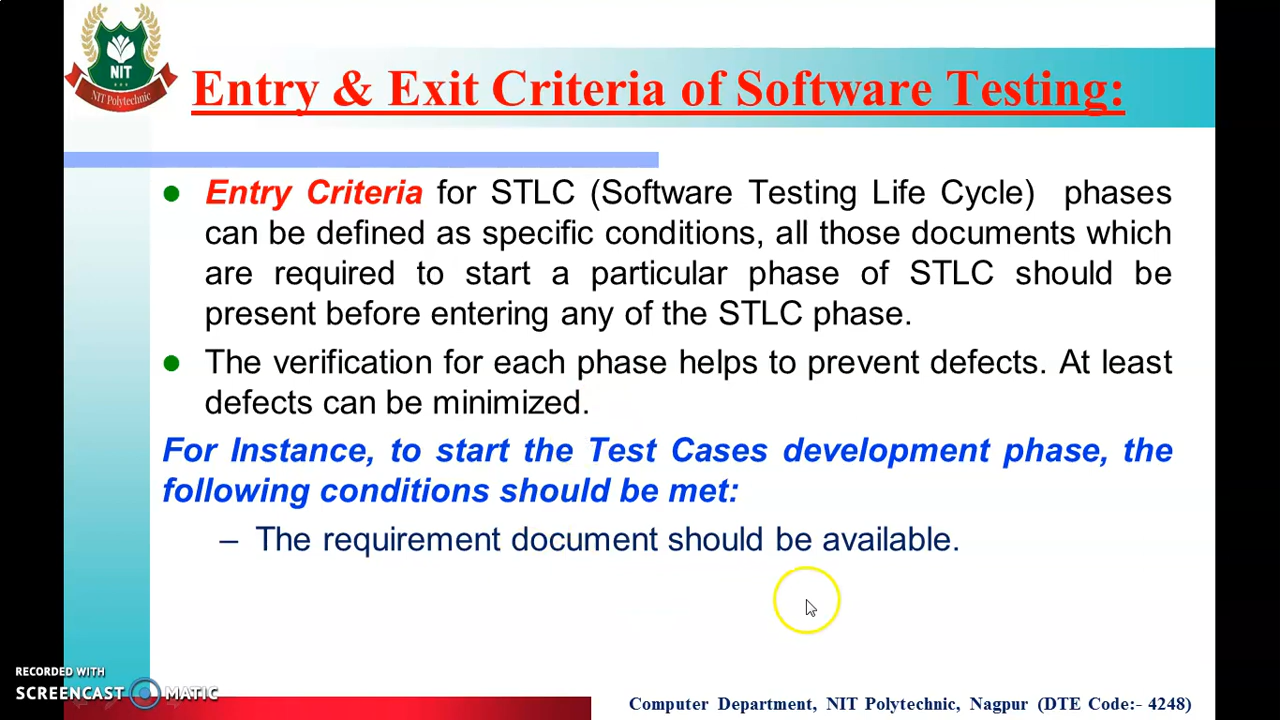 NIT
NIT Polytechnic
Entry & Exit Criteria of Software Testing:
Entry Criteria for STLC (Software Testing Life Cycle) phases
can be defined as specific conditions, all those documents which
are required to start a particular phase of STLC should be
present before entering any of the STLC phase.
The verification for each phase helps to prevent defects. At least
defects can be minimized.
For Instance, to start the Test Cases development phase, the
following conditions should be met:
– The requirement document should be available.
RECORDED WITH
SCREENCAST MATIC
Computer Department, NIT Polytechnic, Nagpur (DTE Code:- 4248)